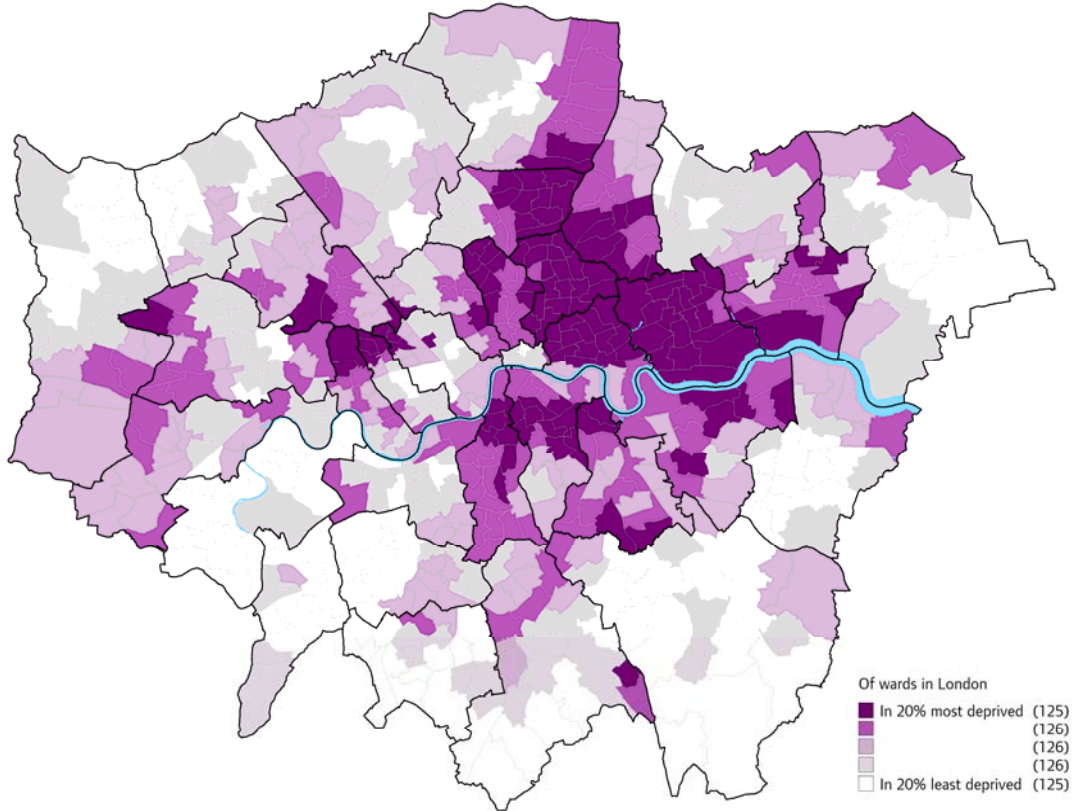 Of wards in London
In 20% most deprived (125)
(126)
(126)
(126)
In 20% least deprived (125)